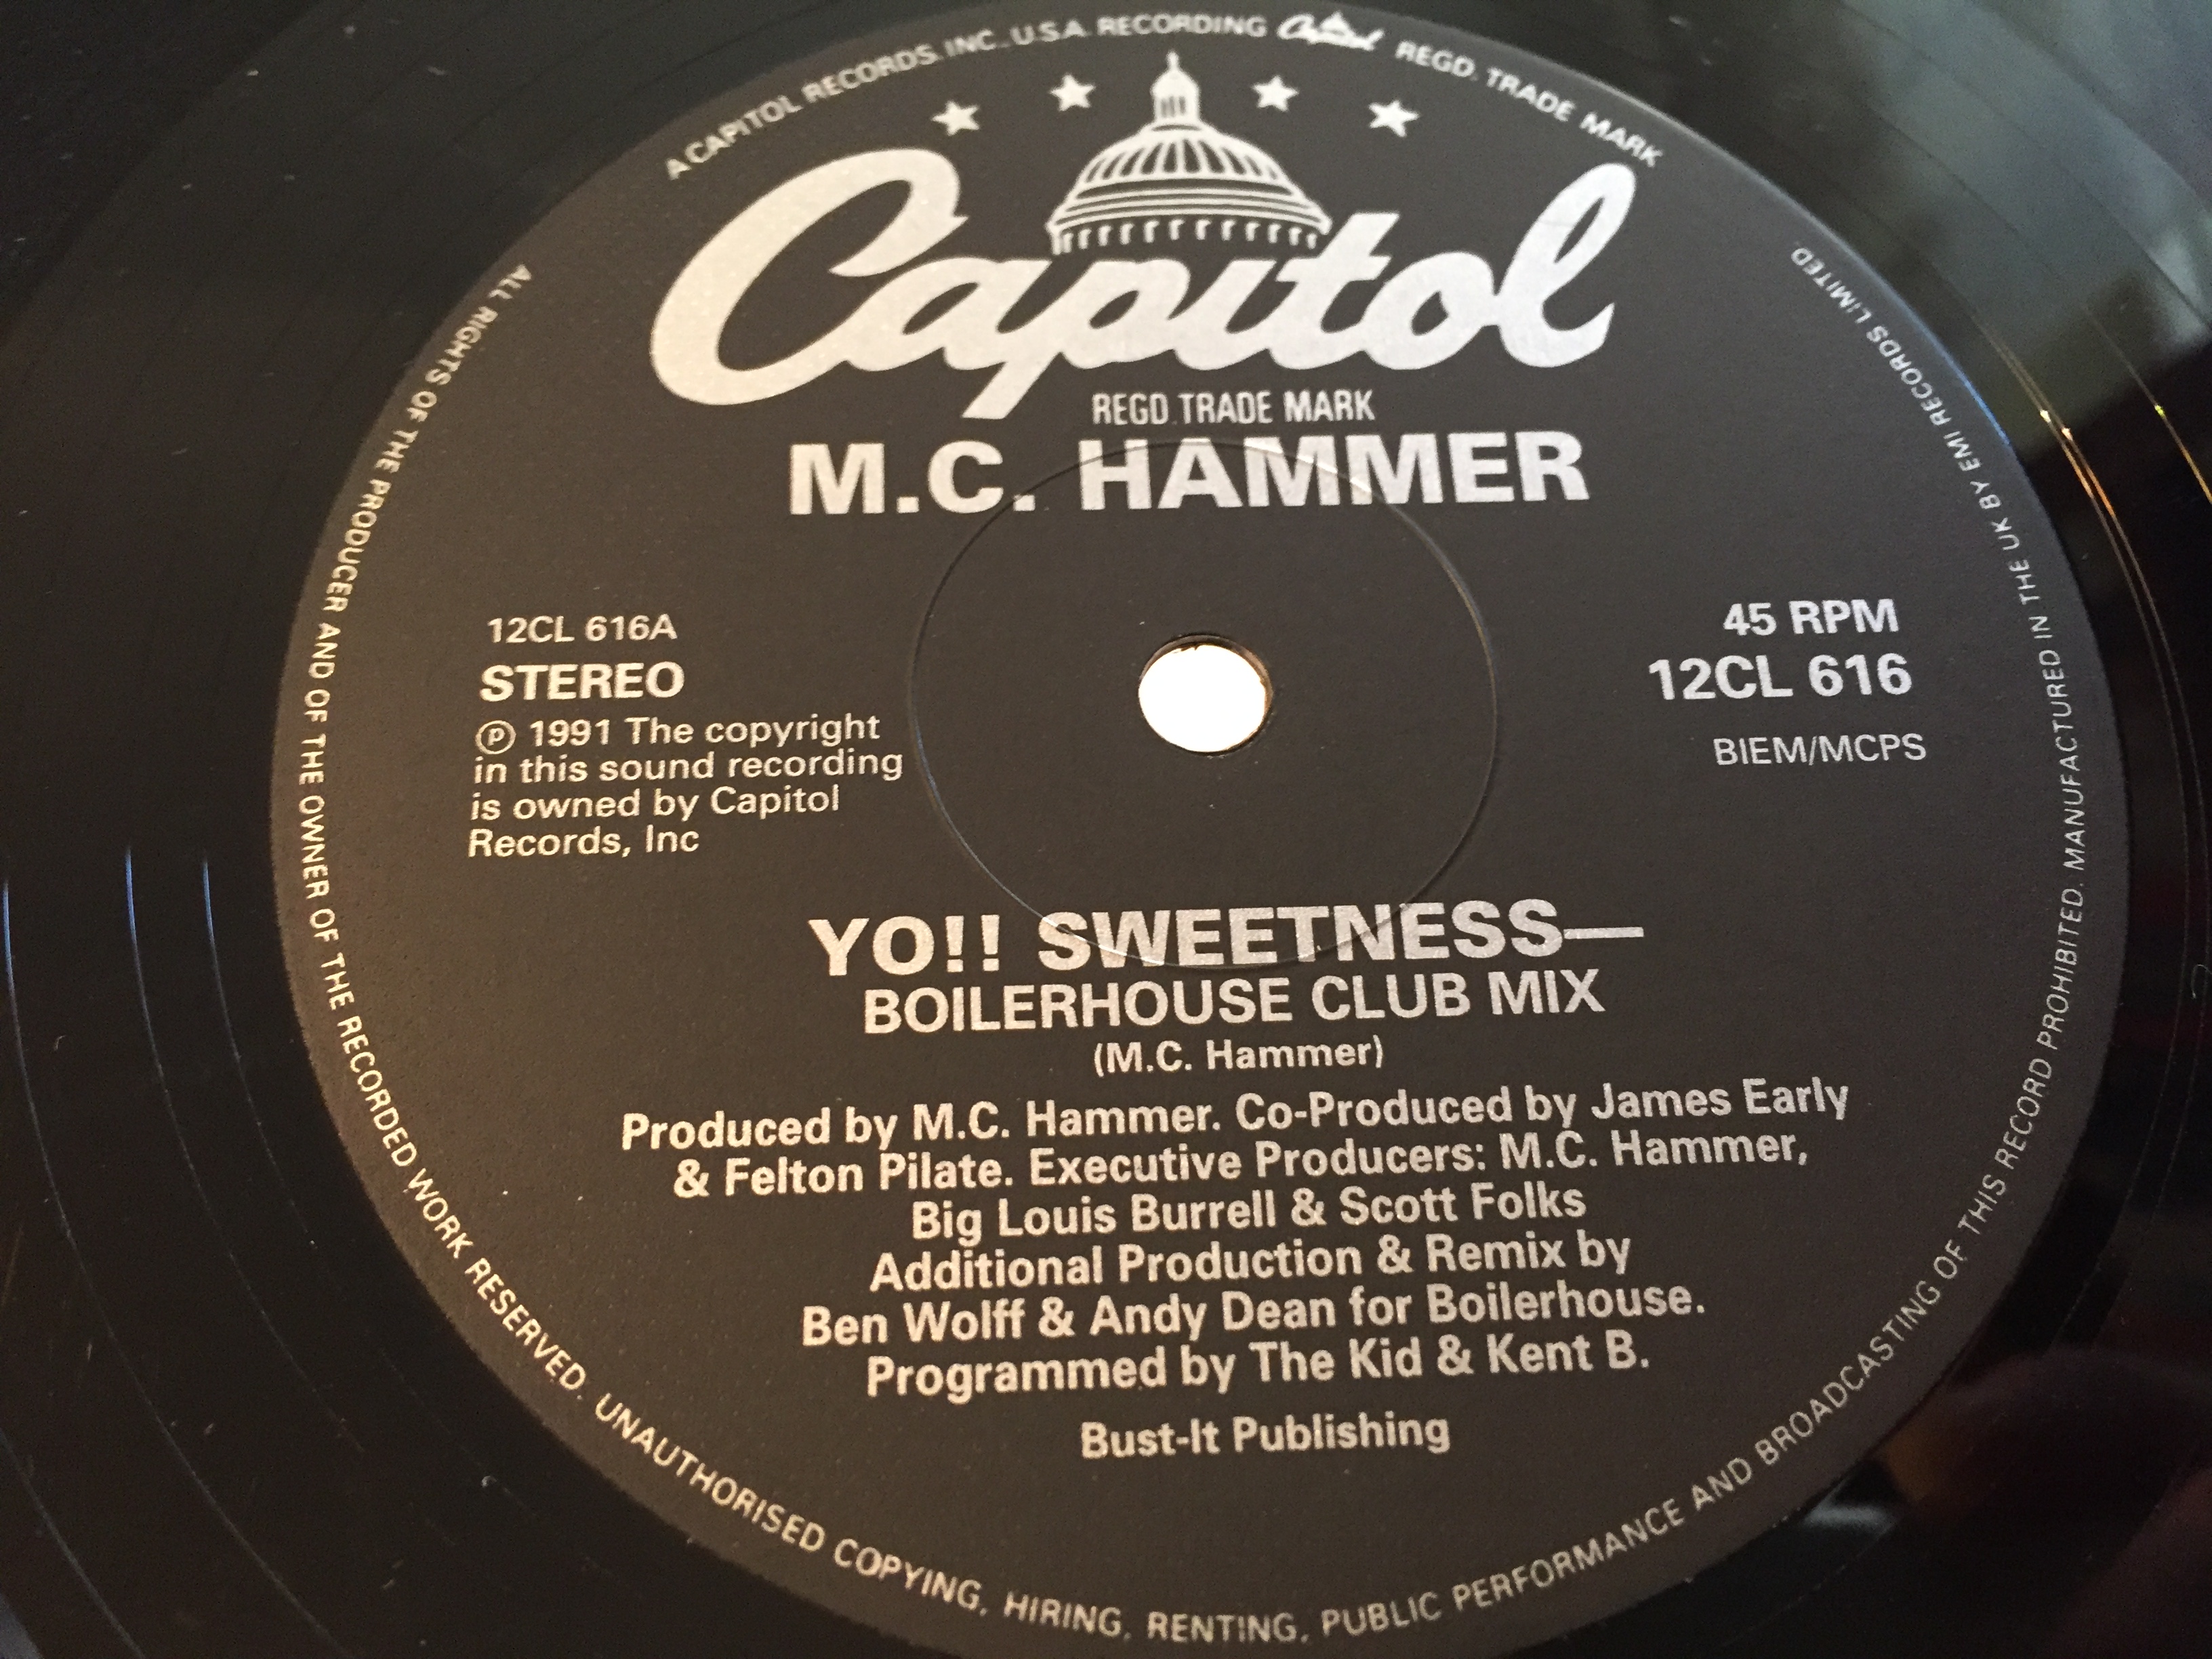 A CAPITOL RECORDS. INC. U.S.A. RECORDING Capitol REGD. TRADE MARK
Capitol
REGD. TRADE MARK
M.C. HAMMER
12CL 616A
STEREO
Ⓟ 1991 The copyright
in this sound recording
is owned by Capitol
Records, Inc
45 RPM
12CL 616
BIEM/MCPS
YO!! SWEETNESS—
BOILERHOUSE CLUB MIX
(M.C. Hammer)
Produced by M.C. Hammer. Co-Produced by James Early
& Felton Pilate. Executive Producers: M.C. Hammer,
Big Louis Burrell & Scott Folks
Additional Production & Remix by
Ben Wolff & Andy Dean for Boilerhouse.
Programmed by The Kid & Kent B.
Bust-It Publishing
ALL RIGHTS OF THE PRODUCER AND OF THE OWNER OF THE RECORDED WORK RESERVED. UNAUTHORISED COPYING, HIRING, RENTING, PUBLIC PERFORMANCE AND BROADCASTING OF THIS RECORD PROHIBITED. MANUFACTURED IN THE UK BY EMI RECORDS LIMITED